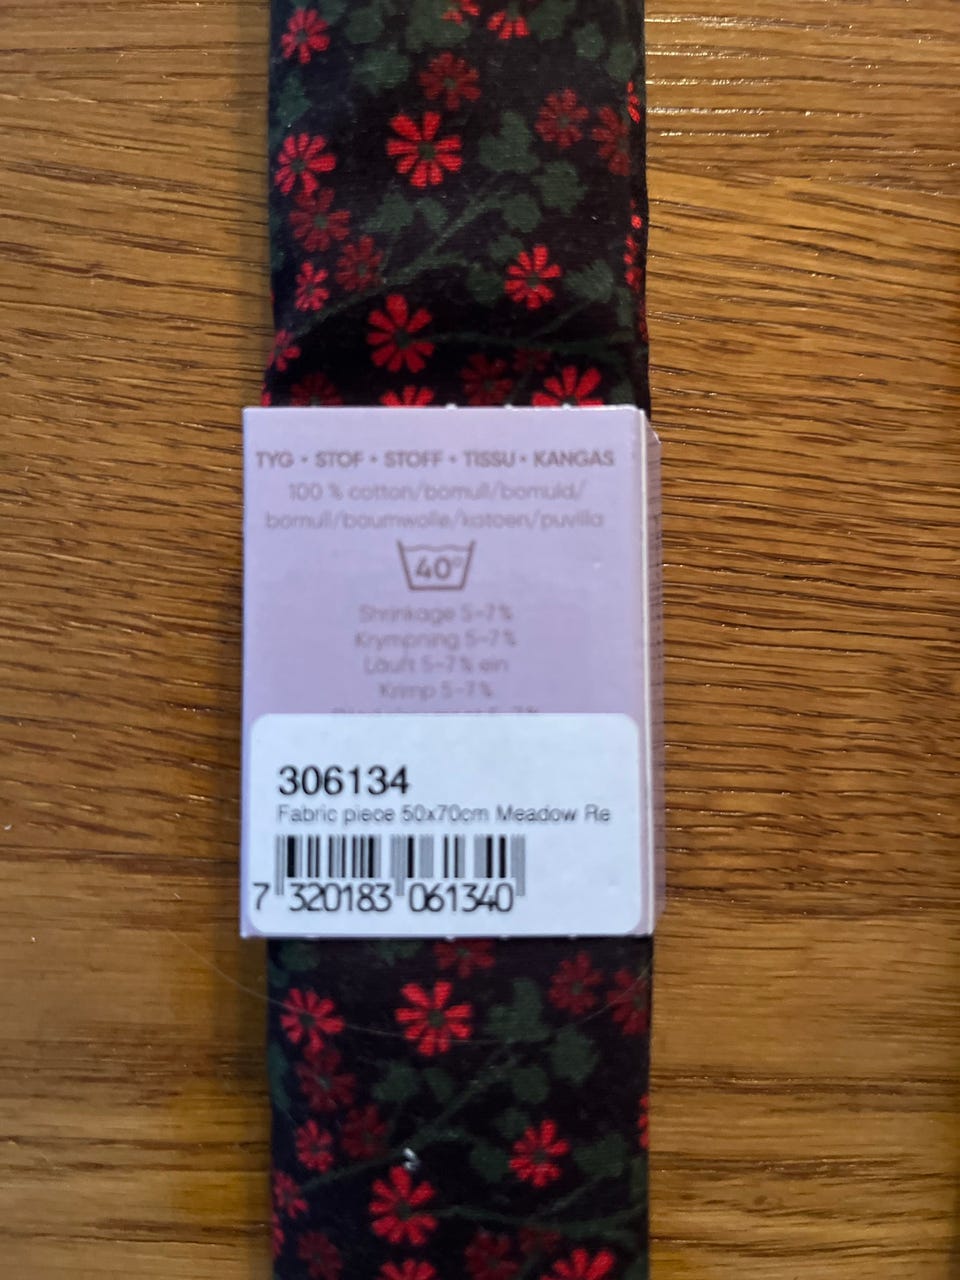 TYG • STOF • STOFF • TISSU • KANGAS
100 % cotton/bomull/bomuld/
bomull/baumwolle/katoen/puvilla
40°
Shrinkage 5-7%
Krympning 5-7%
Läuft 5-7% ein
Krimp 5-7%
306134
Fabric piece 50x70cm Meadow Re
7 320183 061340